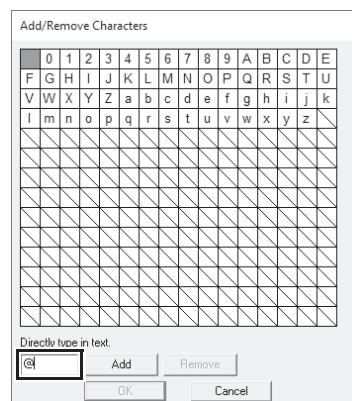 Add/Remove Characters
0 1 2 3 4 5 6 7 8 9 A B C D E
F G H I J K L M N O P Q R S T U
V W X Y Z a b c d e f g h i j k
l m n o p q r s t u v w x y z
Directly type in text.
@
Add Remove
OK Cancel